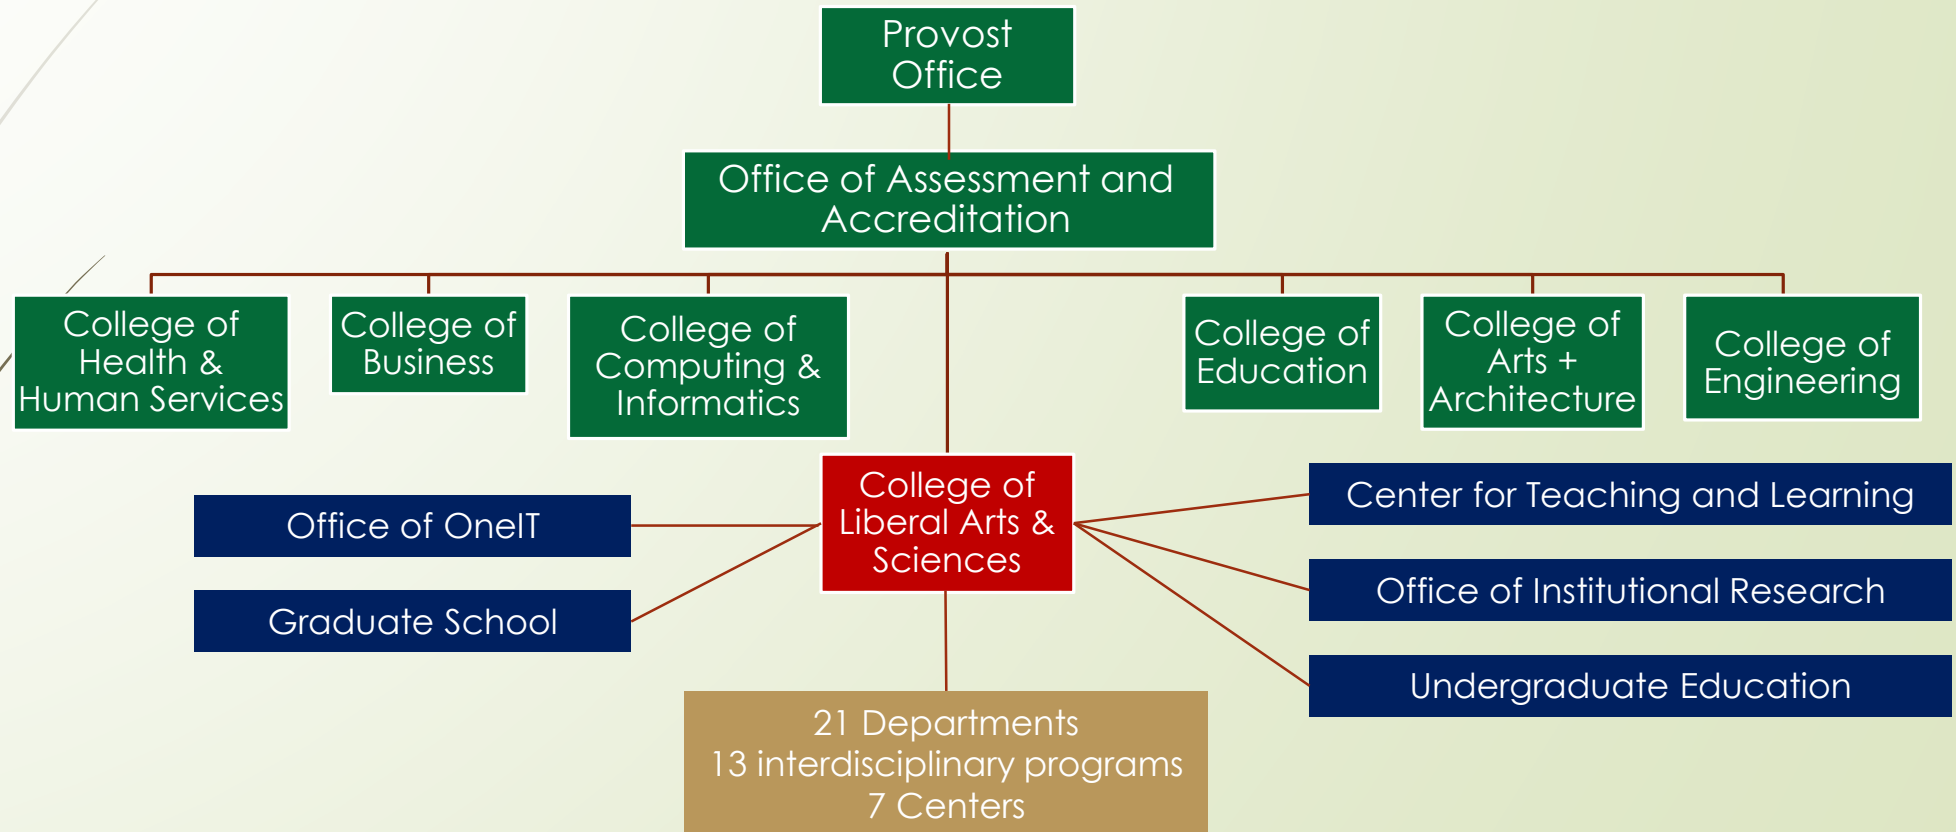 Provost
Office
Office of Assessment and
Accreditation
College of
Health &
Human Services
College of
Business
College of
Computing &
Informatics
College of
Education
College of
Arts +
Architecture
College of
Engineering
College of
Liberal Arts &
Sciences
Office of OneIT
Graduate School
Center for Teaching and Learning
Office of Institutional Research
Undergraduate Education
21 Departments
13 interdisciplinary programs
7 Centers